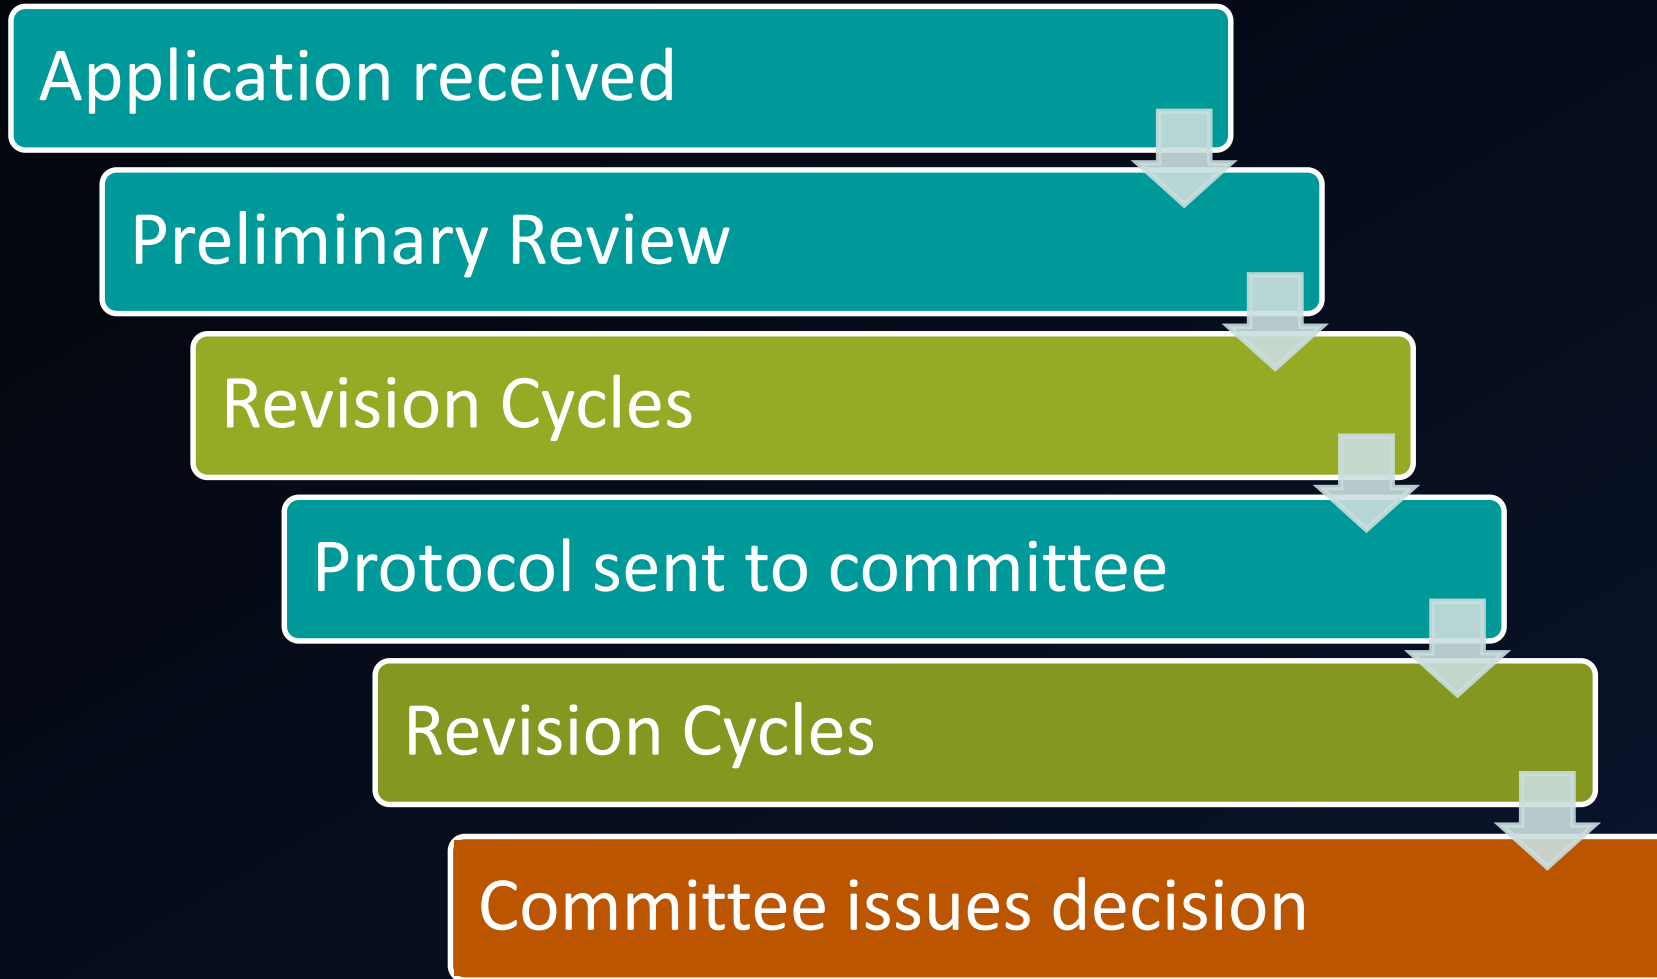 Application received
Preliminary Review
Revision Cycles
Protocol sent to committee
Revision Cycles
Committee issues decision